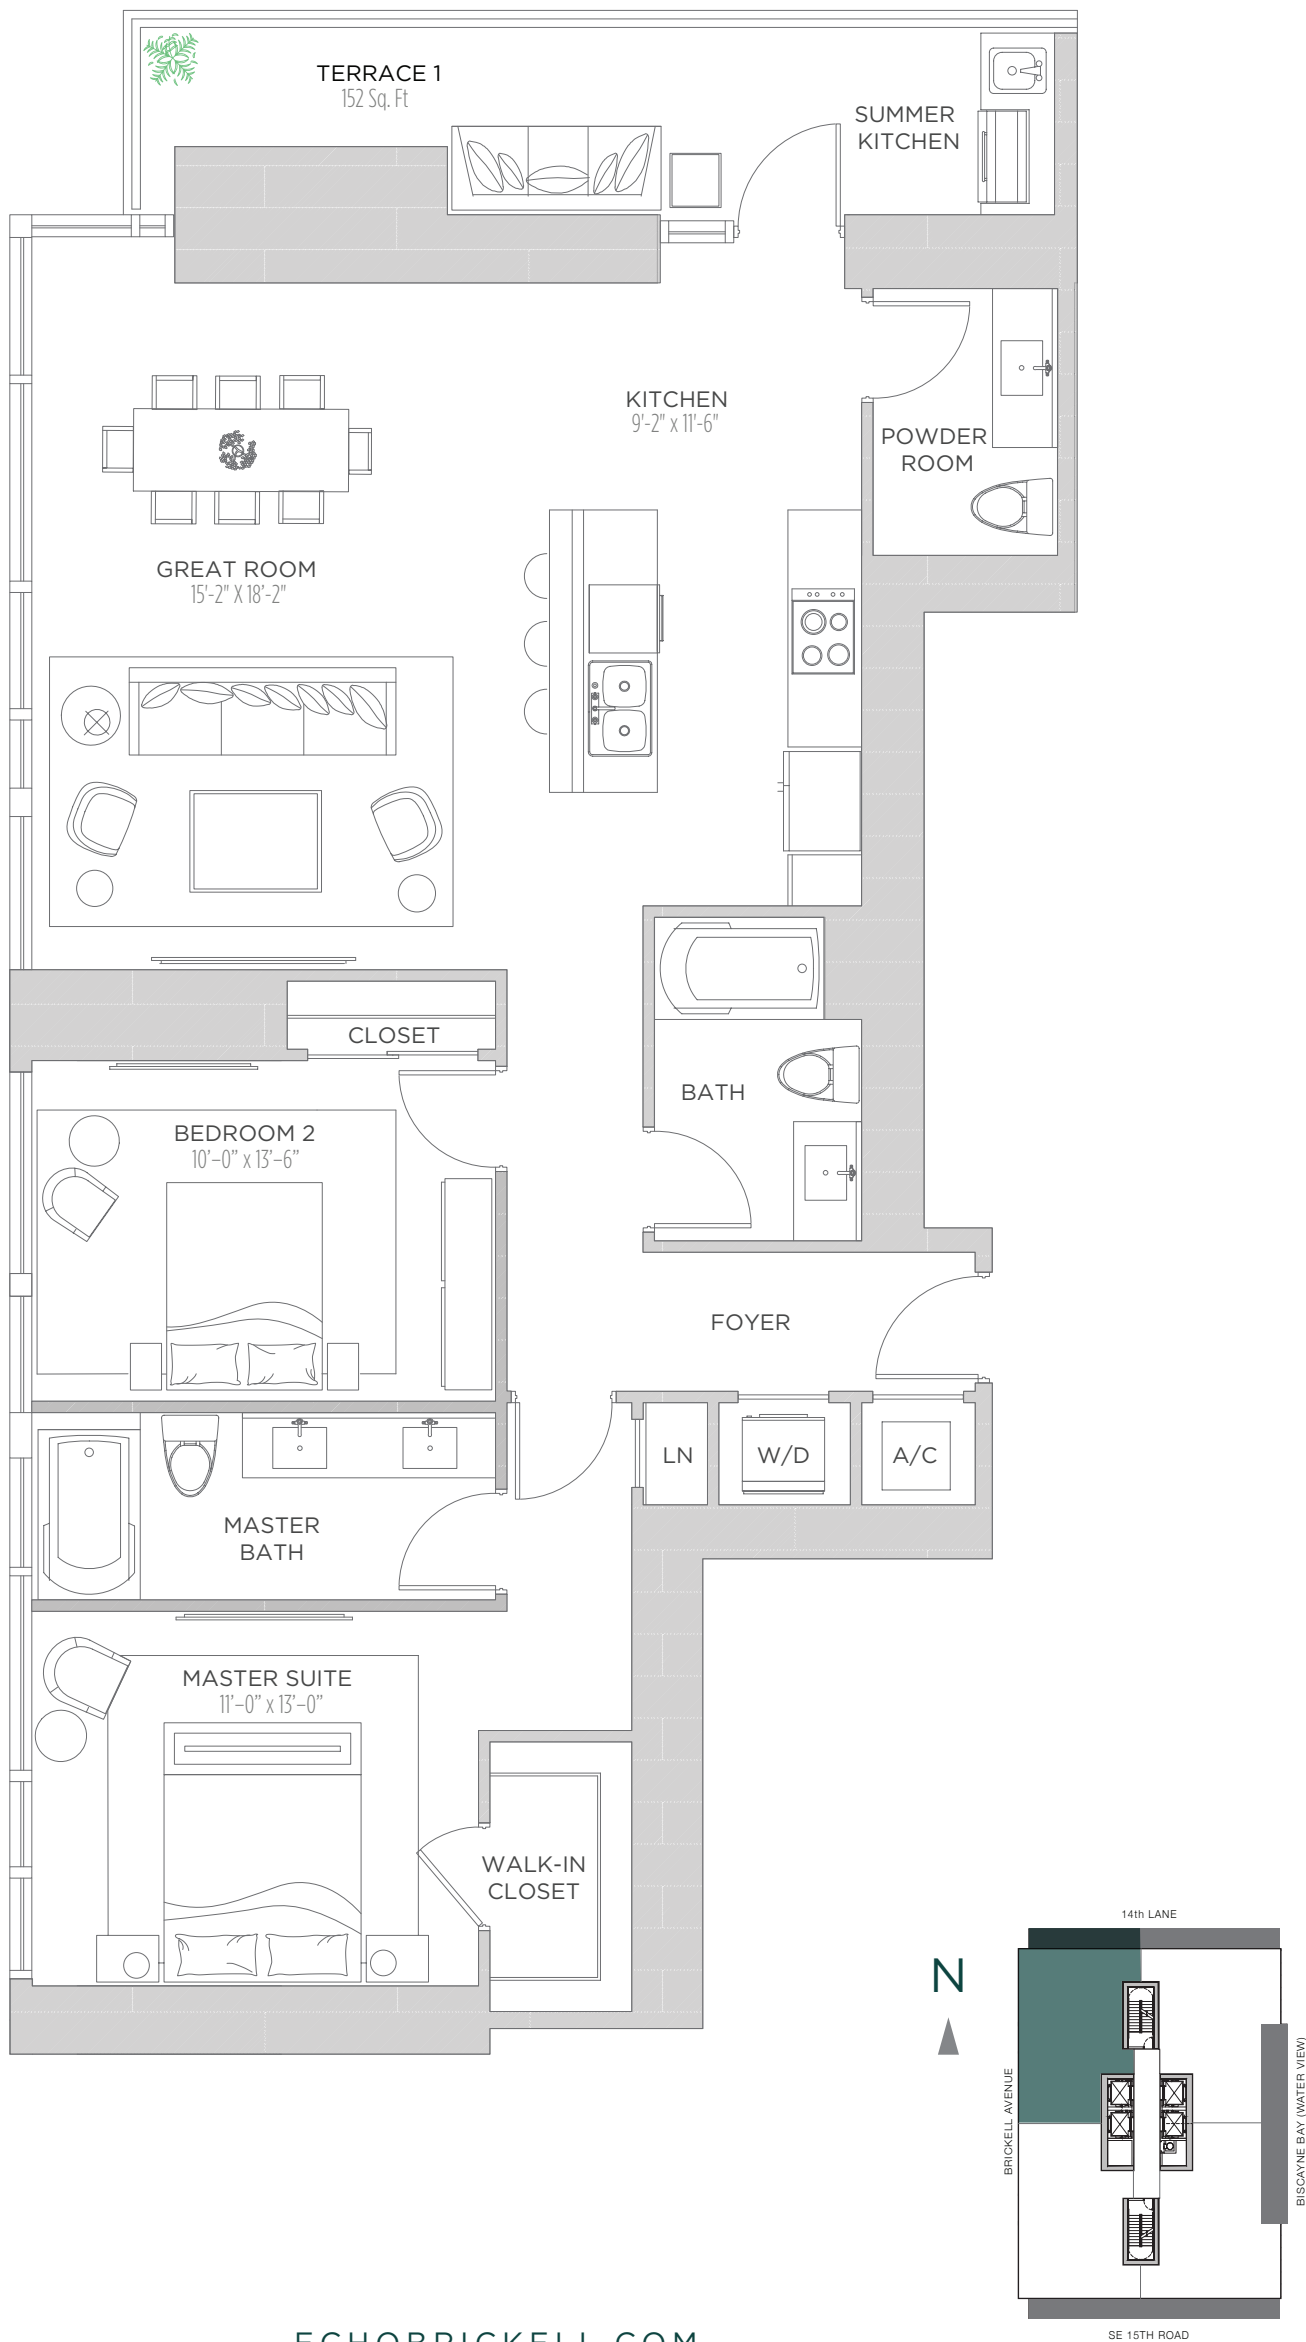 TERRACE 1
152 Sq. Ft
SUMMER
KITCHEN
KITCHEN
9'-2" x 11'-6"
POWDER
ROOM
GREAT ROOM
15'-2" X 18'-2"
CLOSET
BATH
BEDROOM 2
10'–0” x 13'–6”
FOYER
LN
W/D
A/C
MASTER
BATH
MASTER SUITE
11'–0” x 13'–0”
WALK-IN
CLOSET
14th LANE
N
BRICKELL AVENUE
BISCAYNE BAY (WATER VIEW)
SE 15TH ROAD
ECHOBRICKELL.COM